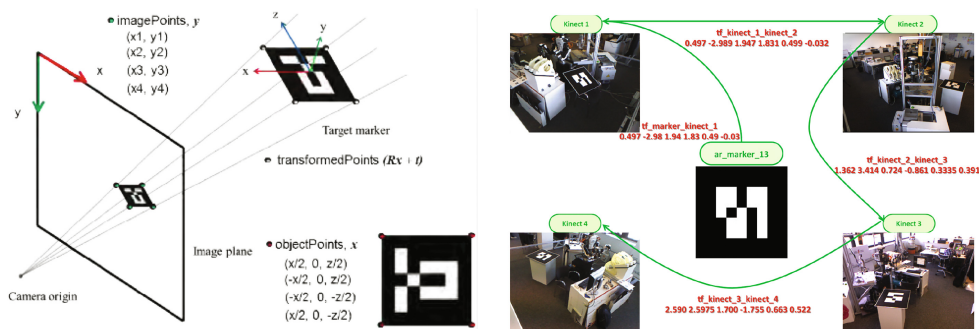 imagePoints, y
(x1, y1)
(x2, y2)
(x3, y3)
(x4, y4)
x
y
z
y
x
Target marker
transformedPoints (Rx + t)
Image plane
Camera origin
objectPoints, x
(x/2, 0, z/2)
(-x/2, 0, z/2)
(-x/2, 0, -z/2)
(x/2, 0, -z/2)
Kinect 1
Kinect 2
tf_kinect_1_kinect_2
0.497 -2.989 1.947 1.831 0.499 -0.032
tf_marker_kinect_1
0.497 -2.98 1.94 1.83 0.49 -0.03
ar_marker_13
tf_kinect_2_kinect_3
1.362 3.414 0.724 -0.861 0.3335 0.391
Kinect 4
Kinect 3
tf_kinect_3_kinect_4
2.590 2.5975 1.700 -1.755 0.663 0.522